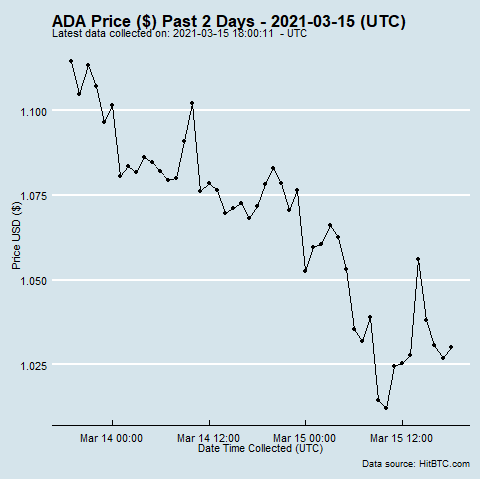 ADA Price ($) Past 2 Days - 2021-03-15 (UTC)
Latest data collected on: 2021-03-15 18:00:11 - UTC
Price USD ($)
1.100
1.075
1.050
1.025
Mar 14 00:00 Mar 14 12:00 Mar 15 00:00 Mar 15 12:00
Date Time Collected (UTC)
Data source: HitBTC.com